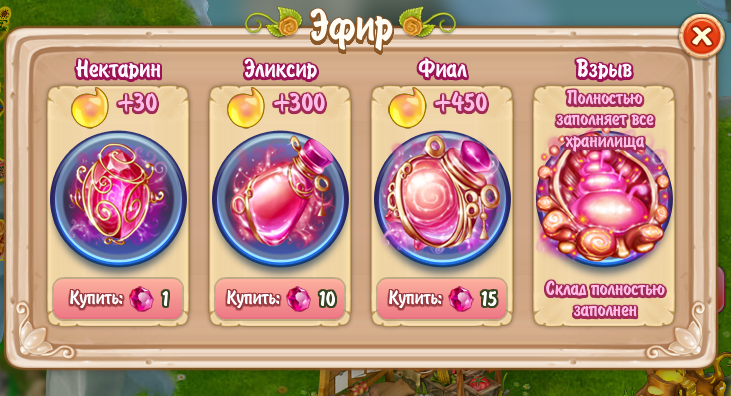 Эфир
Нектарин
+30
Купить: 1
Эликсир
+300
Купить: 10
Фиал
+450
Купить: 15
Взрыв
Полностью
заполняет все
хранилища
Склад полностью
заполнен